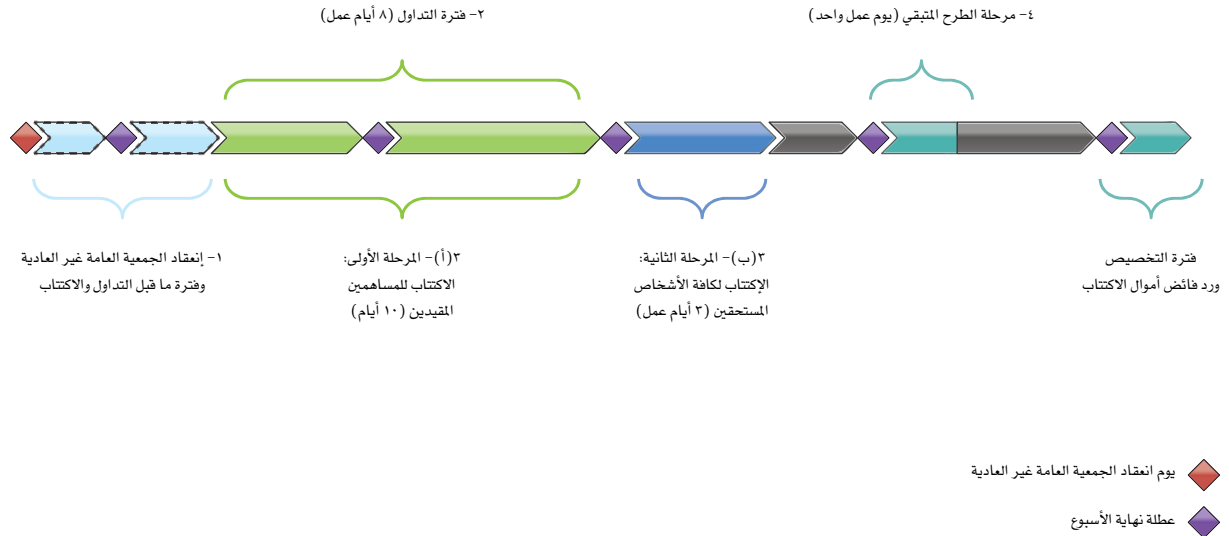 ٢- فترة التداول (٨ أيام عمل)
٤- مرحلة الطرح المتبقي (يوم عمل واحد)
١- إنعقاد الجمعية العامة غير العادية
وفترة ما قبل التداول والاكتتاب
٣(أ)- المرحلة الأولى:
الاكتتاب للمساهمين
المقيدين (١٠ أيام)
٣(ب)- المرحلة الثانية:
الإكتتاب لكافة الأشخاص
المستحقين (٣ أيام عمل)
فترة التخصيص
ورد فائض أموال الاكتتاب
يوم انعقاد الجمعية العامة غير العادية
عطلة نهاية الأسبوع